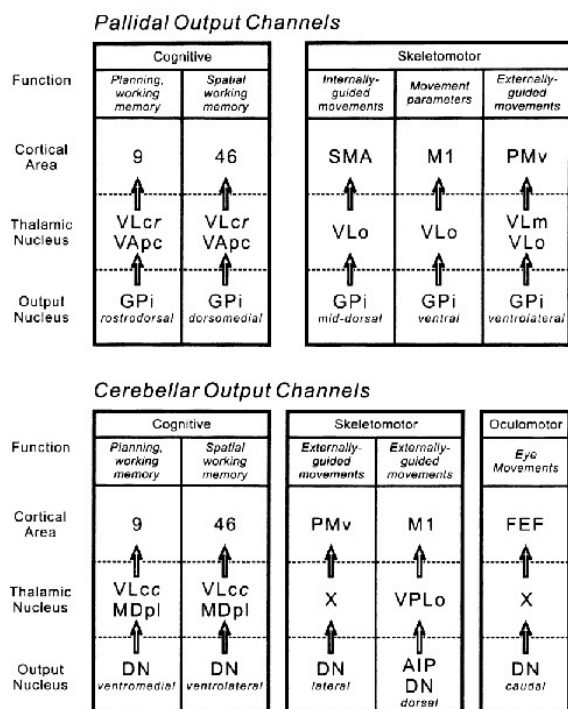 Pallidal Output Channels
Cognitive Skeletomotor
Function Planning, working memory Spatial working memory Internally-guided movements Movement parameters Externally-guided movements
Cortical Area 9 46 SMA M1 PMv
Thalamic Nucleus VLcr VApc VLcr VApc VLo VLo VLm VLo
Output Nucleus GPi rostrodorsal GPi dorsomedial GPi mid-dorsal GPi ventral GPi ventrolateral
Cerebellar Output Channels
Cognitive Skeletomotor Oculomotor
Function Planning, working memory Spatial working memory Externally-guided movements Externally-guided movements Eye Movements
Cortical Area 9 46 PMv M1 FEF
Thalamic Nucleus VLcc MDpl VLcc MDpl X VPLo X
Output Nucleus DN ventromedial DN ventrolateral DN lateral AIP DN dorsal DN caudal